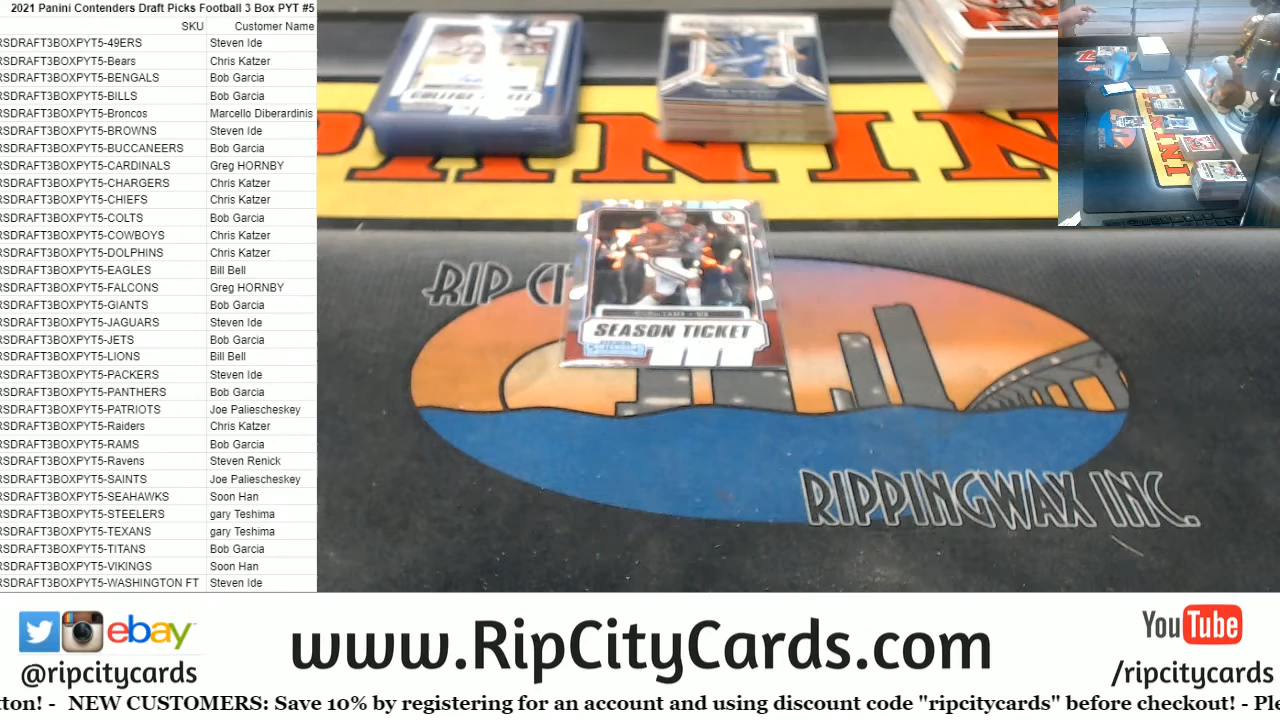 2021 Panini Contenders Draft Picks Football 3 Box PYT #5
SKU Customer Name
RSDRAFT3BOXPYT5-49ERS Steven Ide
RSDRAFT3BOXPYT5-Bears Chris Katzer
RSDRAFT3BOXPYT5-BENGALS Bob Garcia
RSDRAFT3BOXPYT5-BILLS Bob Garcia
RSDRAFT3BOXPYT5-Broncos Marcello Diberardinis
RSDRAFT3BOXPYT5-BROWNS Steven Ide
RSDRAFT3BOXPYT5-BUCCANEERS Bob Garcia
RSDRAFT3BOXPYT5-CARDINALS Greg HORNBY
RSDRAFT3BOXPYT5-CHARGERS Chris Katzer
RSDRAFT3BOXPYT5-CHIEFS Chris Katzer
RSDRAFT3BOXPYT5-COLTS Bob Garcia
RSDRAFT3BOXPYT5-COWBOYS Chris Katzer
RSDRAFT3BOXPYT5-DOLPHINS Chris Katzer
RSDRAFT3BOXPYT5-EAGLES Bill Bell
RSDRAFT3BOXPYT5-FALCONS Greg HORNBY
RSDRAFT3BOXPYT5-GIANTS Bob Garcia
RSDRAFT3BOXPYT5-JAGUARS Steven Ide
RSDRAFT3BOXPYT5-JETS Bob Garcia
RSDRAFT3BOXPYT5-LIONS Bill Bell
RSDRAFT3BOXPYT5-PACKERS Steven Ide
RSDRAFT3BOXPYT5-PANTHERS Bob Garcia
RSDRAFT3BOXPYT5-PATRIOTS Joe Paliescheskey
RSDRAFT3BOXPYT5-Raiders Chris Katzer
RSDRAFT3BOXPYT5-RAMS Bob Garcia
RSDRAFT3BOXPYT5-Ravens Steven Renick
RSDRAFT3BOXPYT5-SAINTS Joe Paliescheskey
RSDRAFT3BOXPYT5-SEAHAWKS Soon Han
RSDRAFT3BOXPYT5-STEELERS gary Teshima
RSDRAFT3BOXPYT5-TEXANS gary Teshima
RSDRAFT3BOXPYT5-TITANS Bob Garcia
RSDRAFT3BOXPYT5-VIKINGS Soon Han
RSDRAFT3BOXPYT5-WASHINGTON FT Steven Ide
COLLEGE TICKET
PANINI
RIP CI
SEASON TICKET
RIPPINGWAX INC.
ebay
@ripcitycards
www.RipCityCards.com
YouTube
/ripcitycards
tton! - NEW CUSTOMERS: Save 10% by registering for an account and using discount code "ripcitycards" before checkout! - Ple